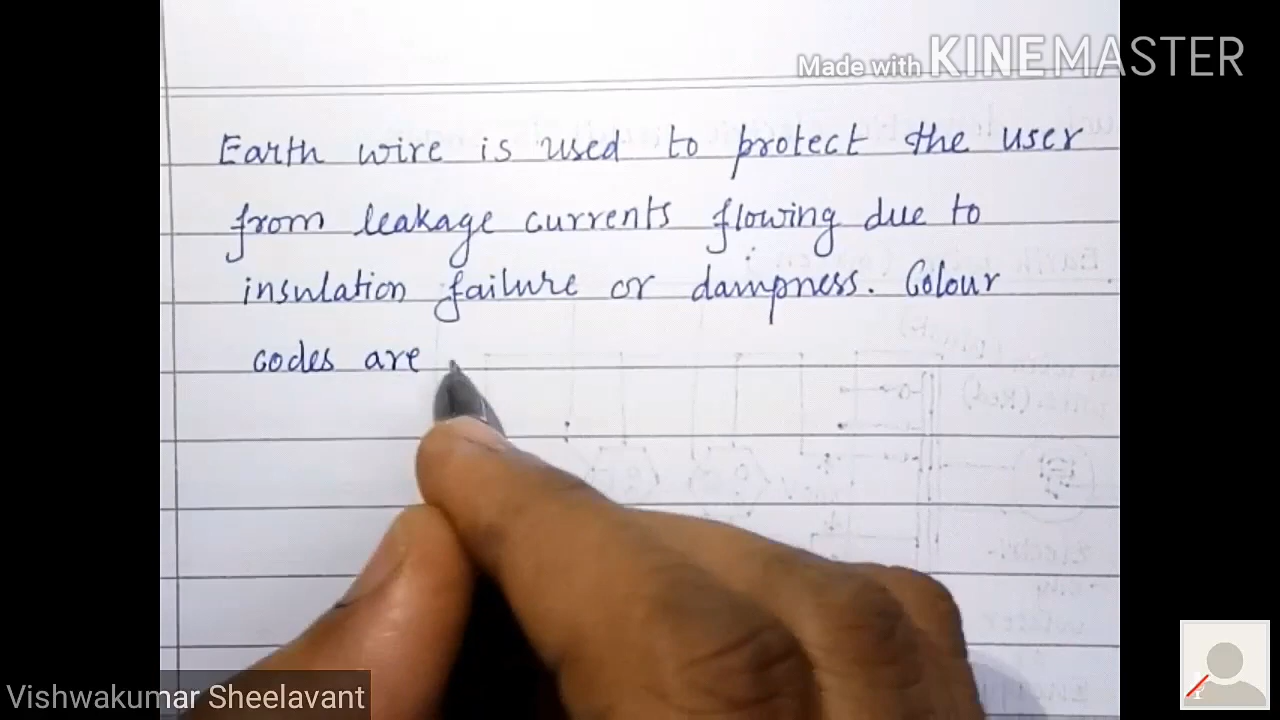 Made with KINEMASTER
Earth wire is used to protect the user
from leakage currents flowing due to
insulation failure or dampness. Colour
codes are
Vishwakumar Sheelavant